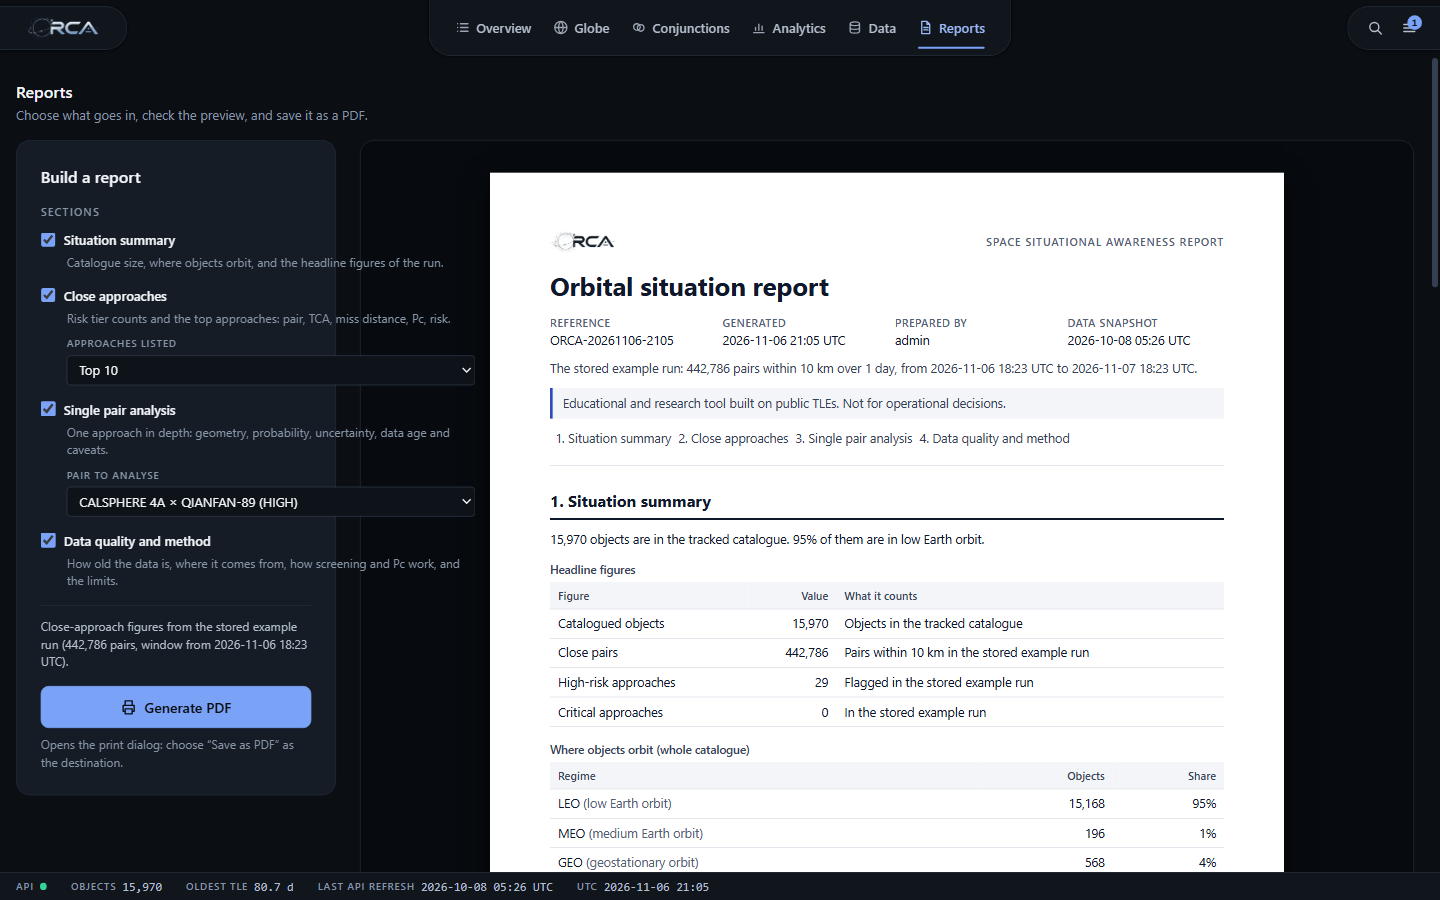 ORCA
Overview
Globe
Conjunctions
Analytics
Data
Reports
1
Reports
Choose what goes in, check the preview, and save it as a PDF.
Build a report
SECTIONS
Situation summary
Catalogue size, where objects orbit, and the headline figures of the run.
Close approaches
Risk tier counts and the top approaches: pair, TCA, miss distance, Pc, risk.
APPROACHES LISTED
Top 10
Single pair analysis
One approach in depth: geometry, probability, uncertainty, data age and
caveats.
PAIR TO ANALYSE
CALSPHERE 4A × QIANFAN-89 (HIGH)
Data quality and method
How old the data is, where it comes from, how screening and Pc work, and
the limits.
Close-approach figures from the stored example
run (442,786 pairs, window from 2026-11-06 18:23
UTC).
Generate PDF
Opens the print dialog: choose “Save as PDF” as
the destination.
ORCA
SPACE SITUATIONAL AWARENESS REPORT
Orbital situation report
REFERENCE GENERATED PREPARED BY DATA SNAPSHOT
ORCA-20261106-2105 2026-11-06 21:05 UTC admin 2026-10-08 05:26 UTC
The stored example run: 442,786 pairs within 10 km over 1 day, from 2026-11-06 18:23 UTC to 2026-11-07 18:23 UTC.
Educational and research tool built on public TLEs. Not for operational decisions.
1. Situation summary 2. Close approaches 3. Single pair analysis 4. Data quality and method
1. Situation summary
15,970 objects are in the tracked catalogue. 95% of them are in low Earth orbit.
Headline figures
Figure Value What it counts
Catalogued objects 15,970 Objects in the tracked catalogue
Close pairs 442,786 Pairs within 10 km in the stored example run
High-risk approaches 29 Flagged in the stored example run
Critical approaches 0 In the stored example run
Where objects orbit (whole catalogue)
Regime Objects Share
LEO (low Earth orbit) 15,168 95%
MEO (medium Earth orbit) 196 1%
GEO (geostationary orbit) 568 4%
API OBJECTS 15,970 OLDEST TLE 80.7 d LAST API REFRESH 2026-10-08 05:26 UTC UTC 2026-11-06 21:05